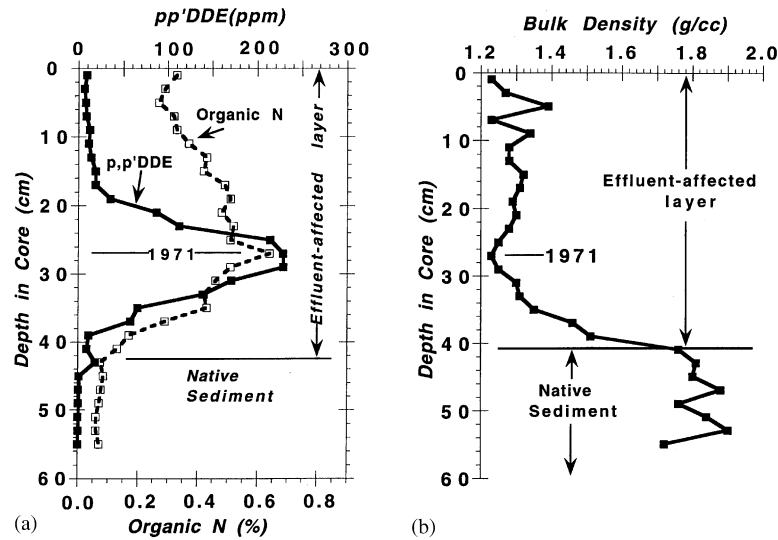 pp'DDE(ppm)
0 100 200 300
0
10
20
30
40
50
60
Depth in Core (cm)
Organic N
p,p'DDE
1971
Effluent-affected layer
Native
Sediment
0.0 0.2 0.4 0.6 0.8
Organic N (%)
(a)
Bulk Density (g/cc)
1.2 1.4 1.6 1.8 2.0
0
10
20
30
40
50
60
Depth in Core (cm)
Effluent-affected
layer
1971
Native
Sediment
(b)